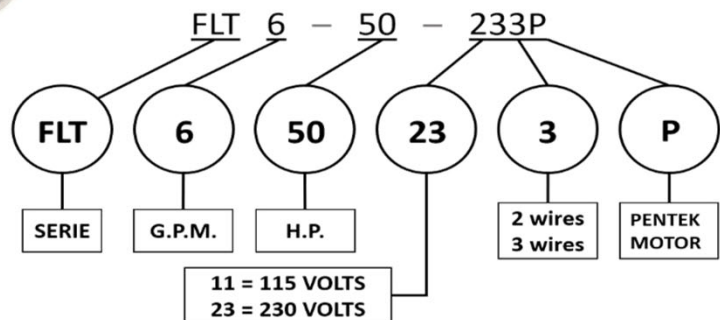 FLT 6 – 50 – 233P
FLT 6 50 23 3 P
SERIE G.P.M. H.P.
2 wires
3 wires
PENTEK
MOTOR
11 = 115 VOLTS
23 = 230 VOLTS